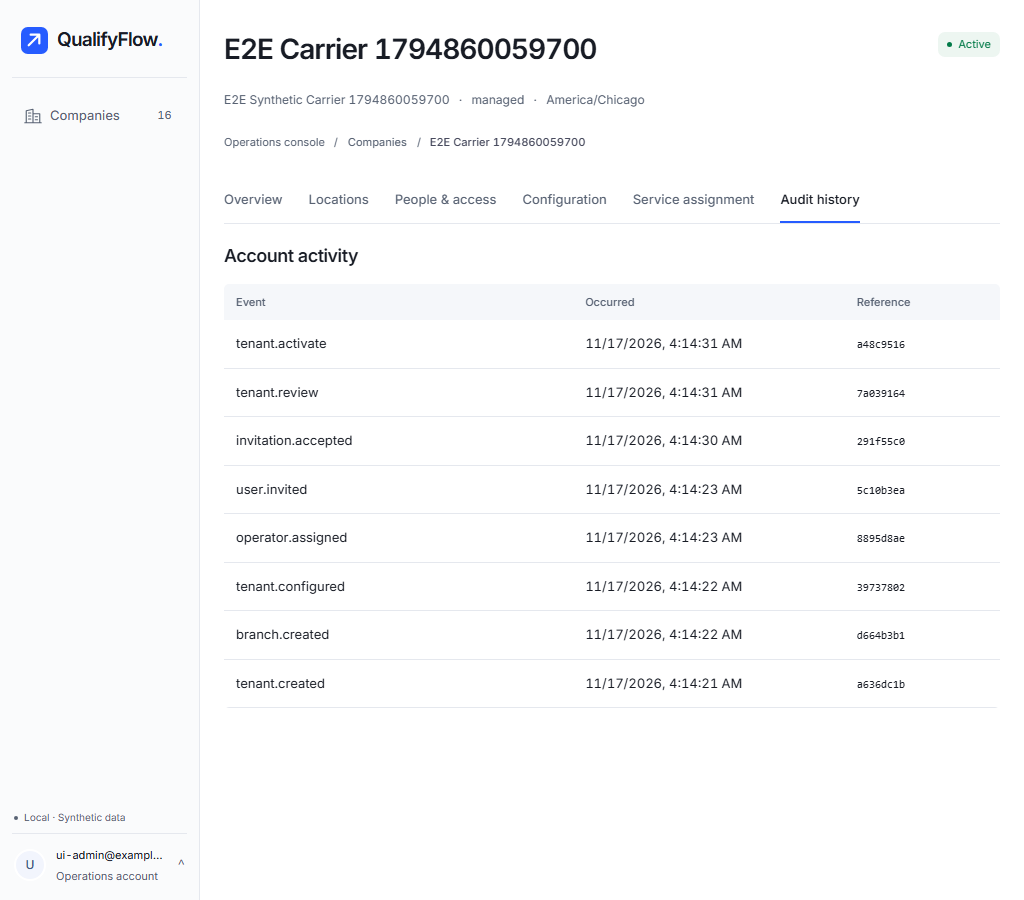 QualifyFlow.
Companies 16
Local · Synthetic data
U
ui-admin@exampl...
Operations account
E2E Carrier 1794860059700
Active
E2E Synthetic Carrier 1794860059700 · managed · America/Chicago
Operations console / Companies / E2E Carrier 1794860059700
Overview Locations People & access Configuration Service assignment Audit history
Account activity
Event Occurred Reference
tenant.activate 11/17/2026, 4:14:31 AM a48c9516
tenant.review 11/17/2026, 4:14:31 AM 7a039164
invitation.accepted 11/17/2026, 4:14:30 AM 291f55c0
user.invited 11/17/2026, 4:14:23 AM 5c10b3ea
operator.assigned 11/17/2026, 4:14:23 AM 8895d8ae
tenant.configured 11/17/2026, 4:14:22 AM 39737802
branch.created 11/17/2026, 4:14:22 AM d664b3b1
tenant.created 11/17/2026, 4:14:21 AM a636dc1b